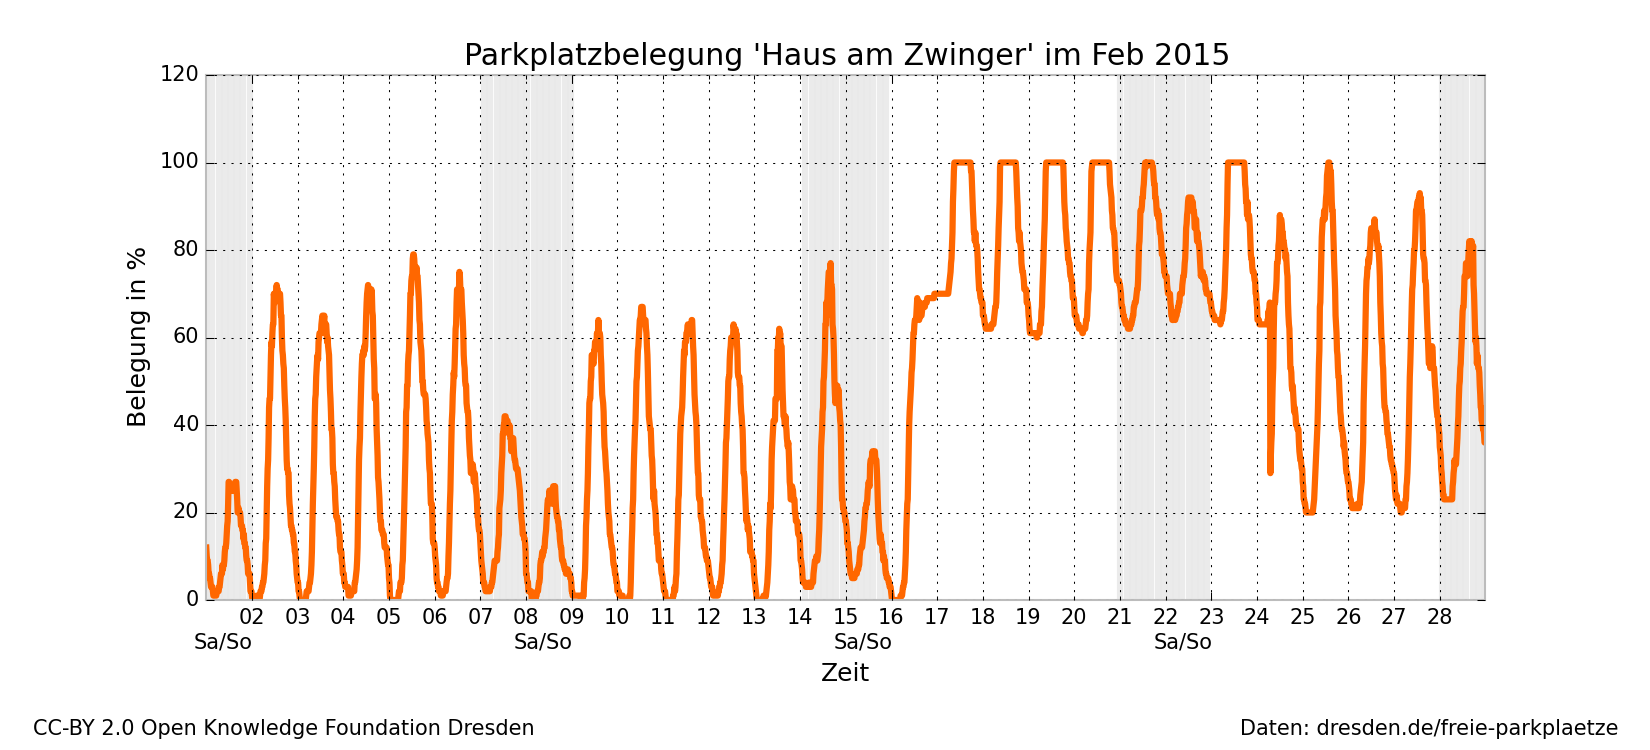 Parkplatzbelegung 'Haus am Zwinger' im Feb 2015
120
100
80
60
40
20
0
Belegung in %
02 03 04 05 06 07 08 09 10 11 12 13 14 15 16 17 18 19 20 21 22 23 24 25 26 27 28
Sa/So Sa/So Sa/So Sa/So
Zeit
CC-BY 2.0 Open Knowledge Foundation Dresden
Daten: dresden.de/freie-parkplaetze